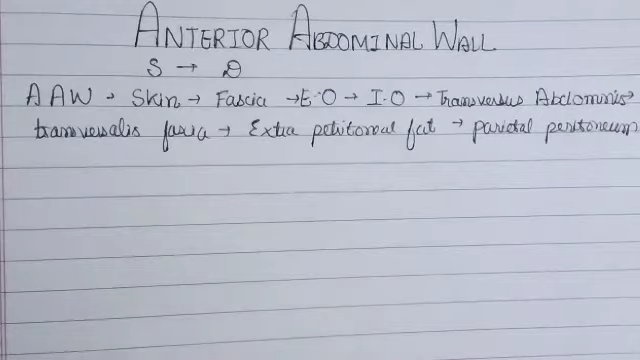 ANTERIOR ABDOMINAL WALL
S → D
AAW → Skin → Fascia → E·O → I·O → Transversus Abdominis →
transversalis fascia → Extra peritoneal fat → parietal peritoneum